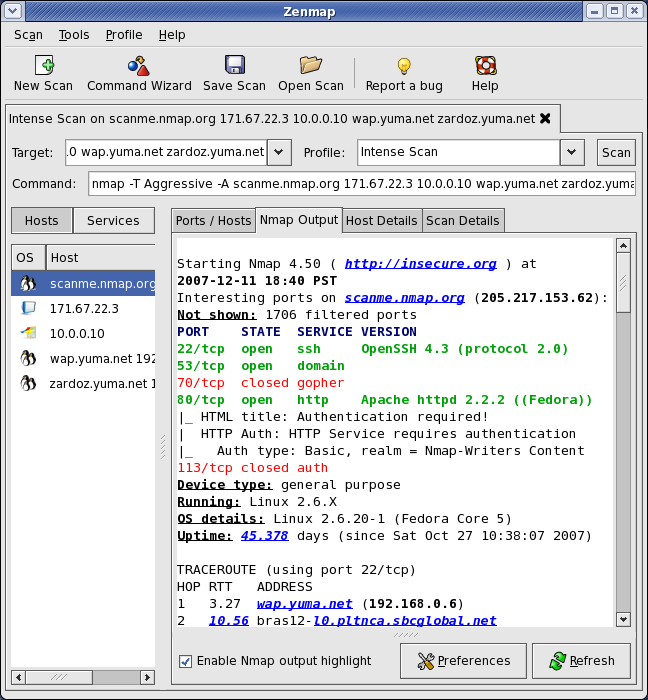 Zenmap
Scan Tools Profile Help
New Scan Command Wizard Save Scan Open Scan Report a bug Help
Intense Scan on scanme.nmap.org 171.67.22.3 10.0.0.10 wap.yuma.net zardoz.yuma.net
Target: .0 wap.yuma.net zardoz.yuma.net Profile: Intense Scan Scan
Command: nmap -T Aggressive -A scanme.nmap.org 171.67.22.3 10.0.0.10 wap.yuma.net zardoz.yuma.
Hosts Services
OS Host
scanme.nmap.org
171.67.22.3
10.0.0.10
wap.yuma.net 192
zardoz.yuma.net 1
Ports / Hosts Nmap Output Host Details Scan Details
Starting Nmap 4.50 ( http://insecure.org ) at
2007-12-11 18:40 PST
Interesting ports on scanme.nmap.org (205.217.153.62):
Not shown: 1706 filtered ports
PORT STATE SERVICE VERSION
22/tcp open ssh OpenSSH 4.3 (protocol 2.0)
53/tcp open domain
70/tcp closed gopher
80/tcp open http Apache httpd 2.2.2 ((Fedora))
|_ HTML title: Authentication required!
| HTTP Auth: HTTP Service requires authentication
|_ Auth type: Basic, realm = Nmap-Writers Content
113/tcp closed auth
Device type: general purpose
Running: Linux 2.6.X
OS details: Linux 2.6.20-1 (Fedora Core 5)
Uptime: 45.378 days (since Sat Oct 27 10:38:07 2007)
TRACEROUTE (using port 22/tcp)
HOP RTT ADDRESS
1 3.27 wap.yuma.net (192.168.0.6)
2 10.56 bras12-l0.pltnca.sbcglobal.net
Enable Nmap output highlight Preferences Refresh